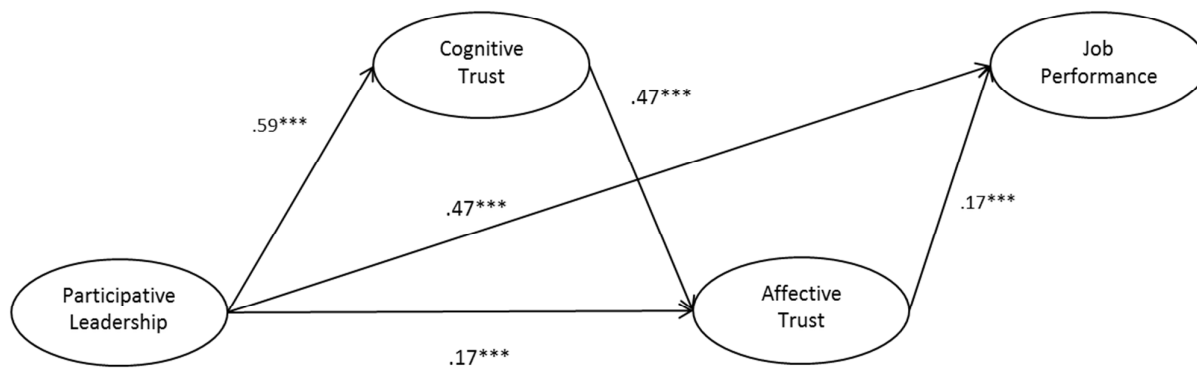 Cognitive
Trust
Job
Performance
.59***
.47***
.47***
.17***
Participative
Leadership
Affective
Trust
.17***